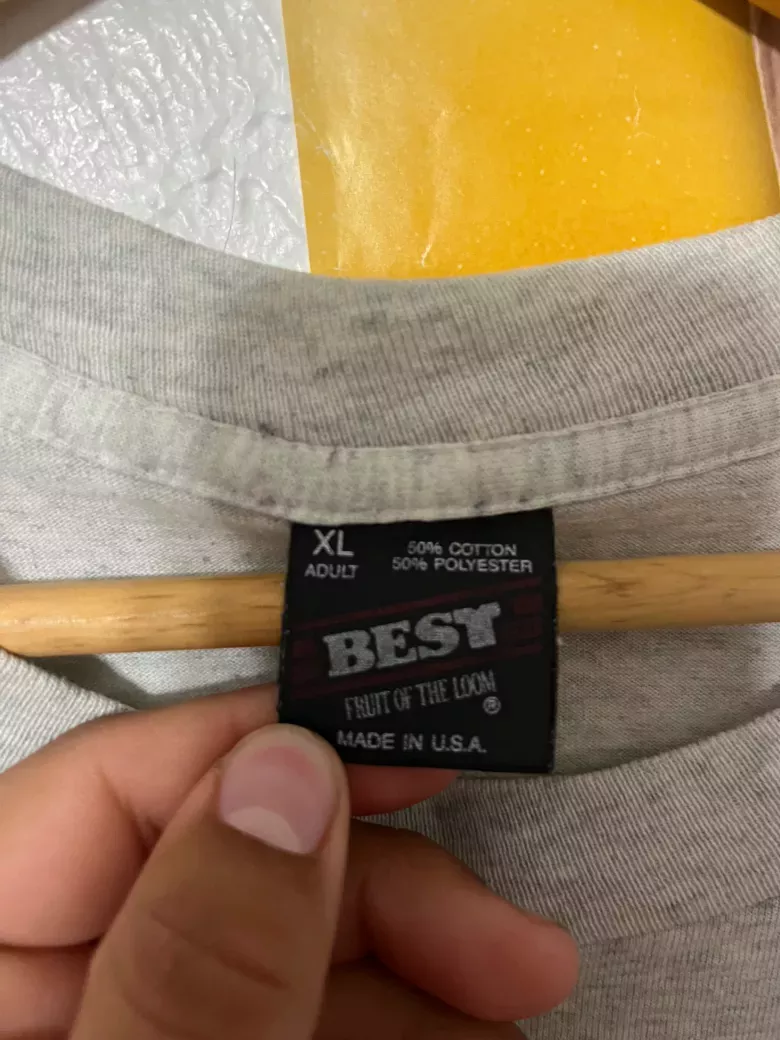 XL
ADULT
50% COTTON
50% POLYESTER
BEST
FRUIT OF THE LOOM
®
MADE IN U.S.A.